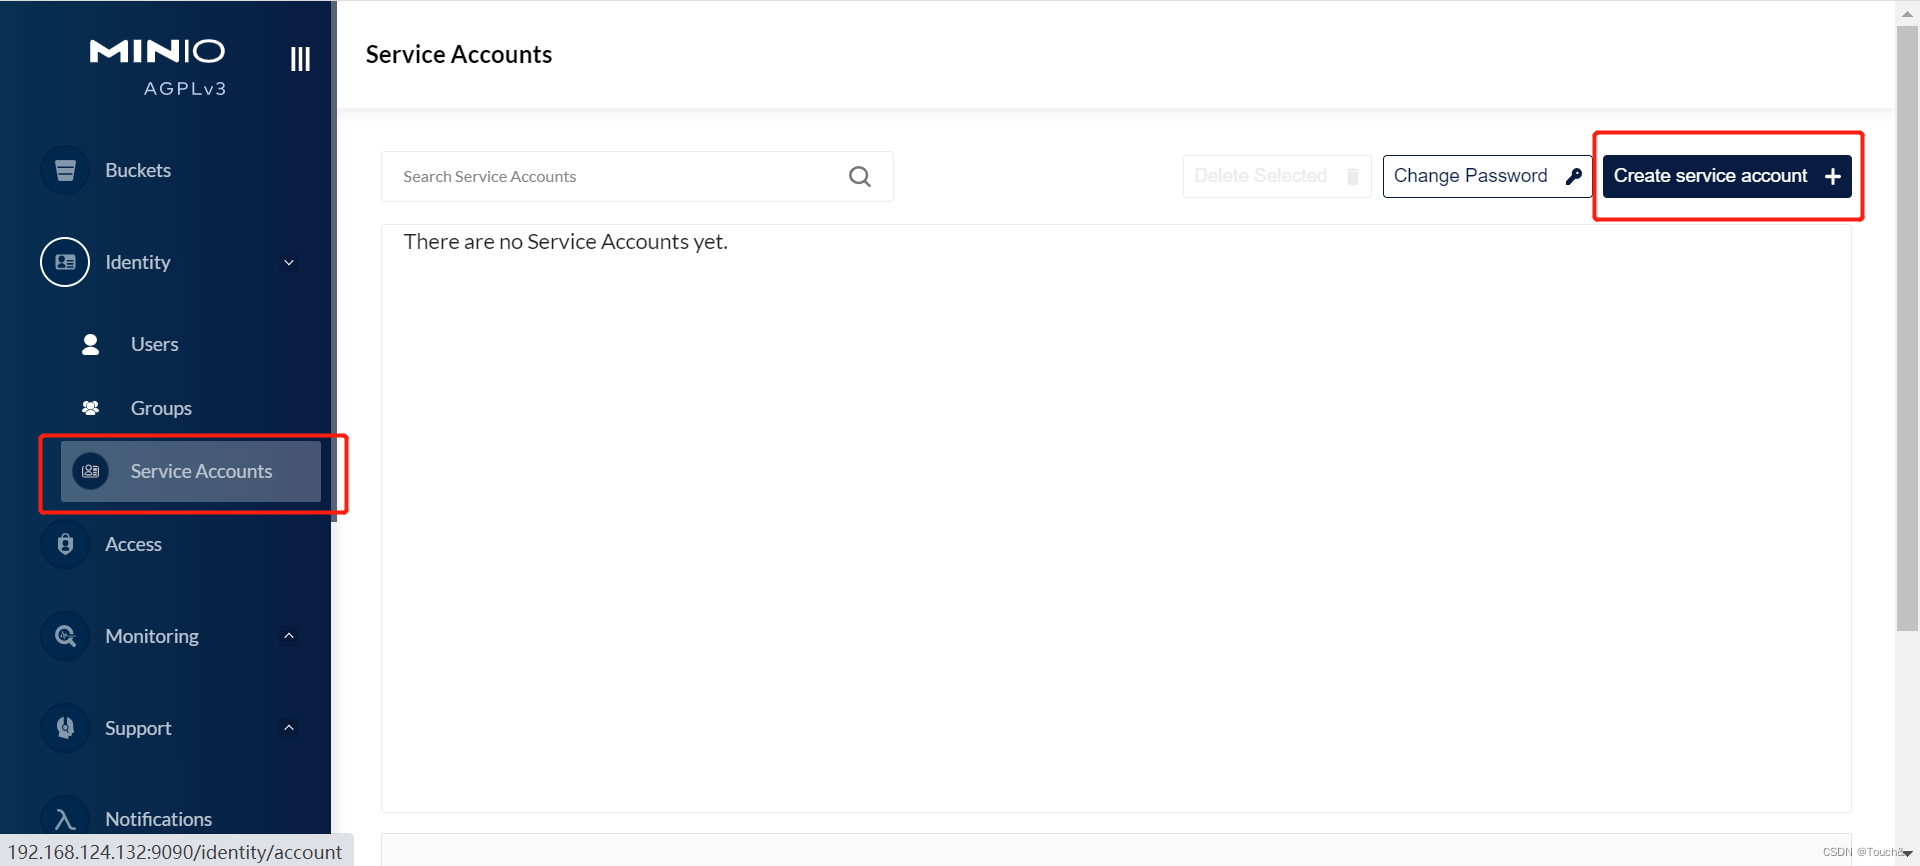 MINIO
AGPLv3
Buckets
Identity
Users
Groups
Service Accounts
Access
Monitoring
Support
Notifications
192.168.124.132:9090/identity/account
Service Accounts
Search Service Accounts
Delete Selected
Change Password
Create service account
There are no Service Accounts yet.
CSDN